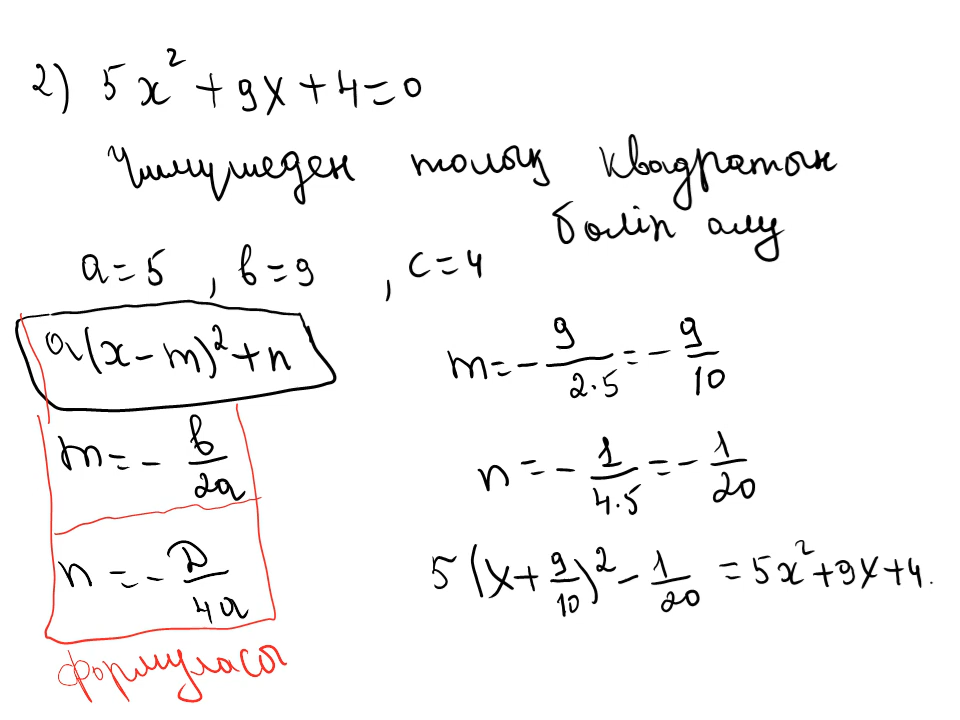 2) 5x² + 9x + 4 = 0
Үшмүшеден толық квадратын
бөліп алу
a = 5 , b = 9 , c = 4
a(x − m)² + n
m = − b/2a
n = − D/4a
формуласы
m = − 9/2·5 = − 9/10
n = − 1/4·5 = − 1/20
5(x + 9/10)² − 1/20 = 5x² + 9x + 4.